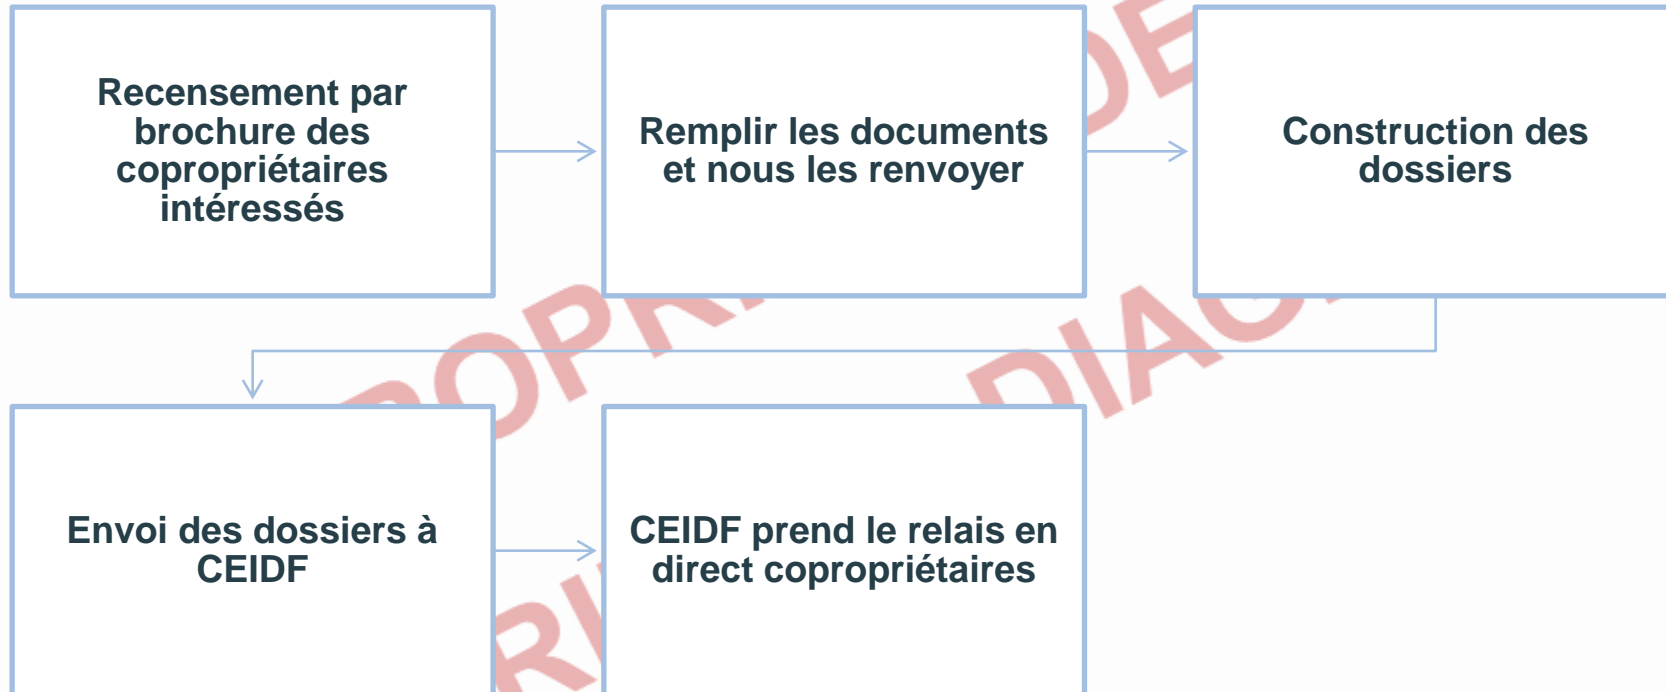 Recensement par
brochure des
copropriétaires
intéressés
Remplir les documents
et nous les renvoyer
Construction des
dossiers
Envoi des dossiers à
CEIDF
CEIDF prend le relais en
direct copropriétaires